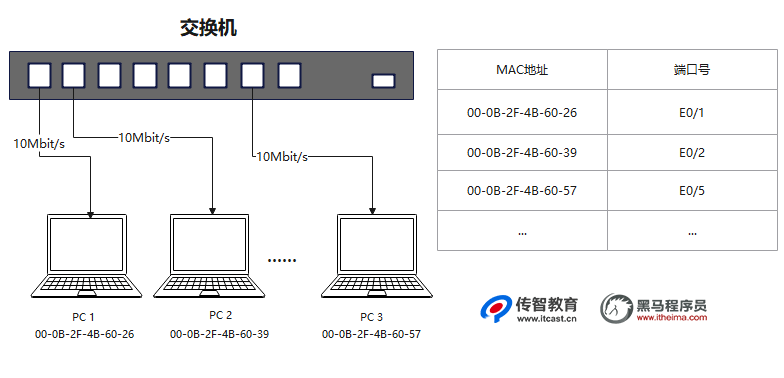 交换机
10Mbit/s
10Mbit/s
10Mbit/s
......
PC 1
PC 2
PC 3
00-0B-2F-4B-60-26
00-0B-2F-4B-60-39
00-0B-2F-4B-60-57
MAC地址 端口号
00-0B-2F-4B-60-26 E0/1
00-0B-2F-4B-60-39 E0/2
00-0B-2F-4B-60-57 E0/5
... ...
传智教育
www.itcast.cn
黑马程序员
www.itheima.com